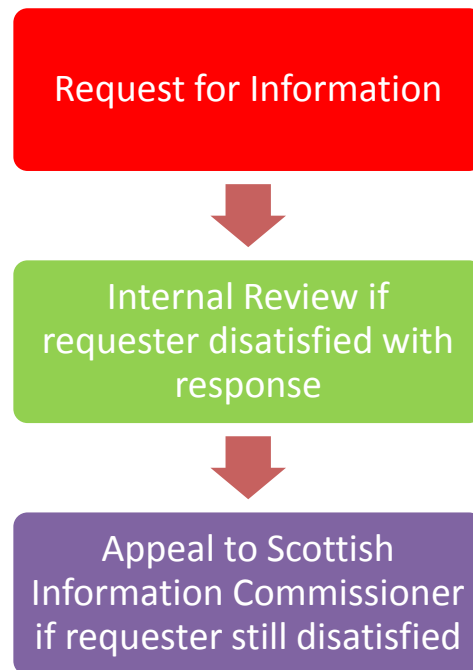 Request for Information
Internal Review if
requester disatisfied with
response
Appeal to Scottish
Information Commissioner
if requester still disatisfied